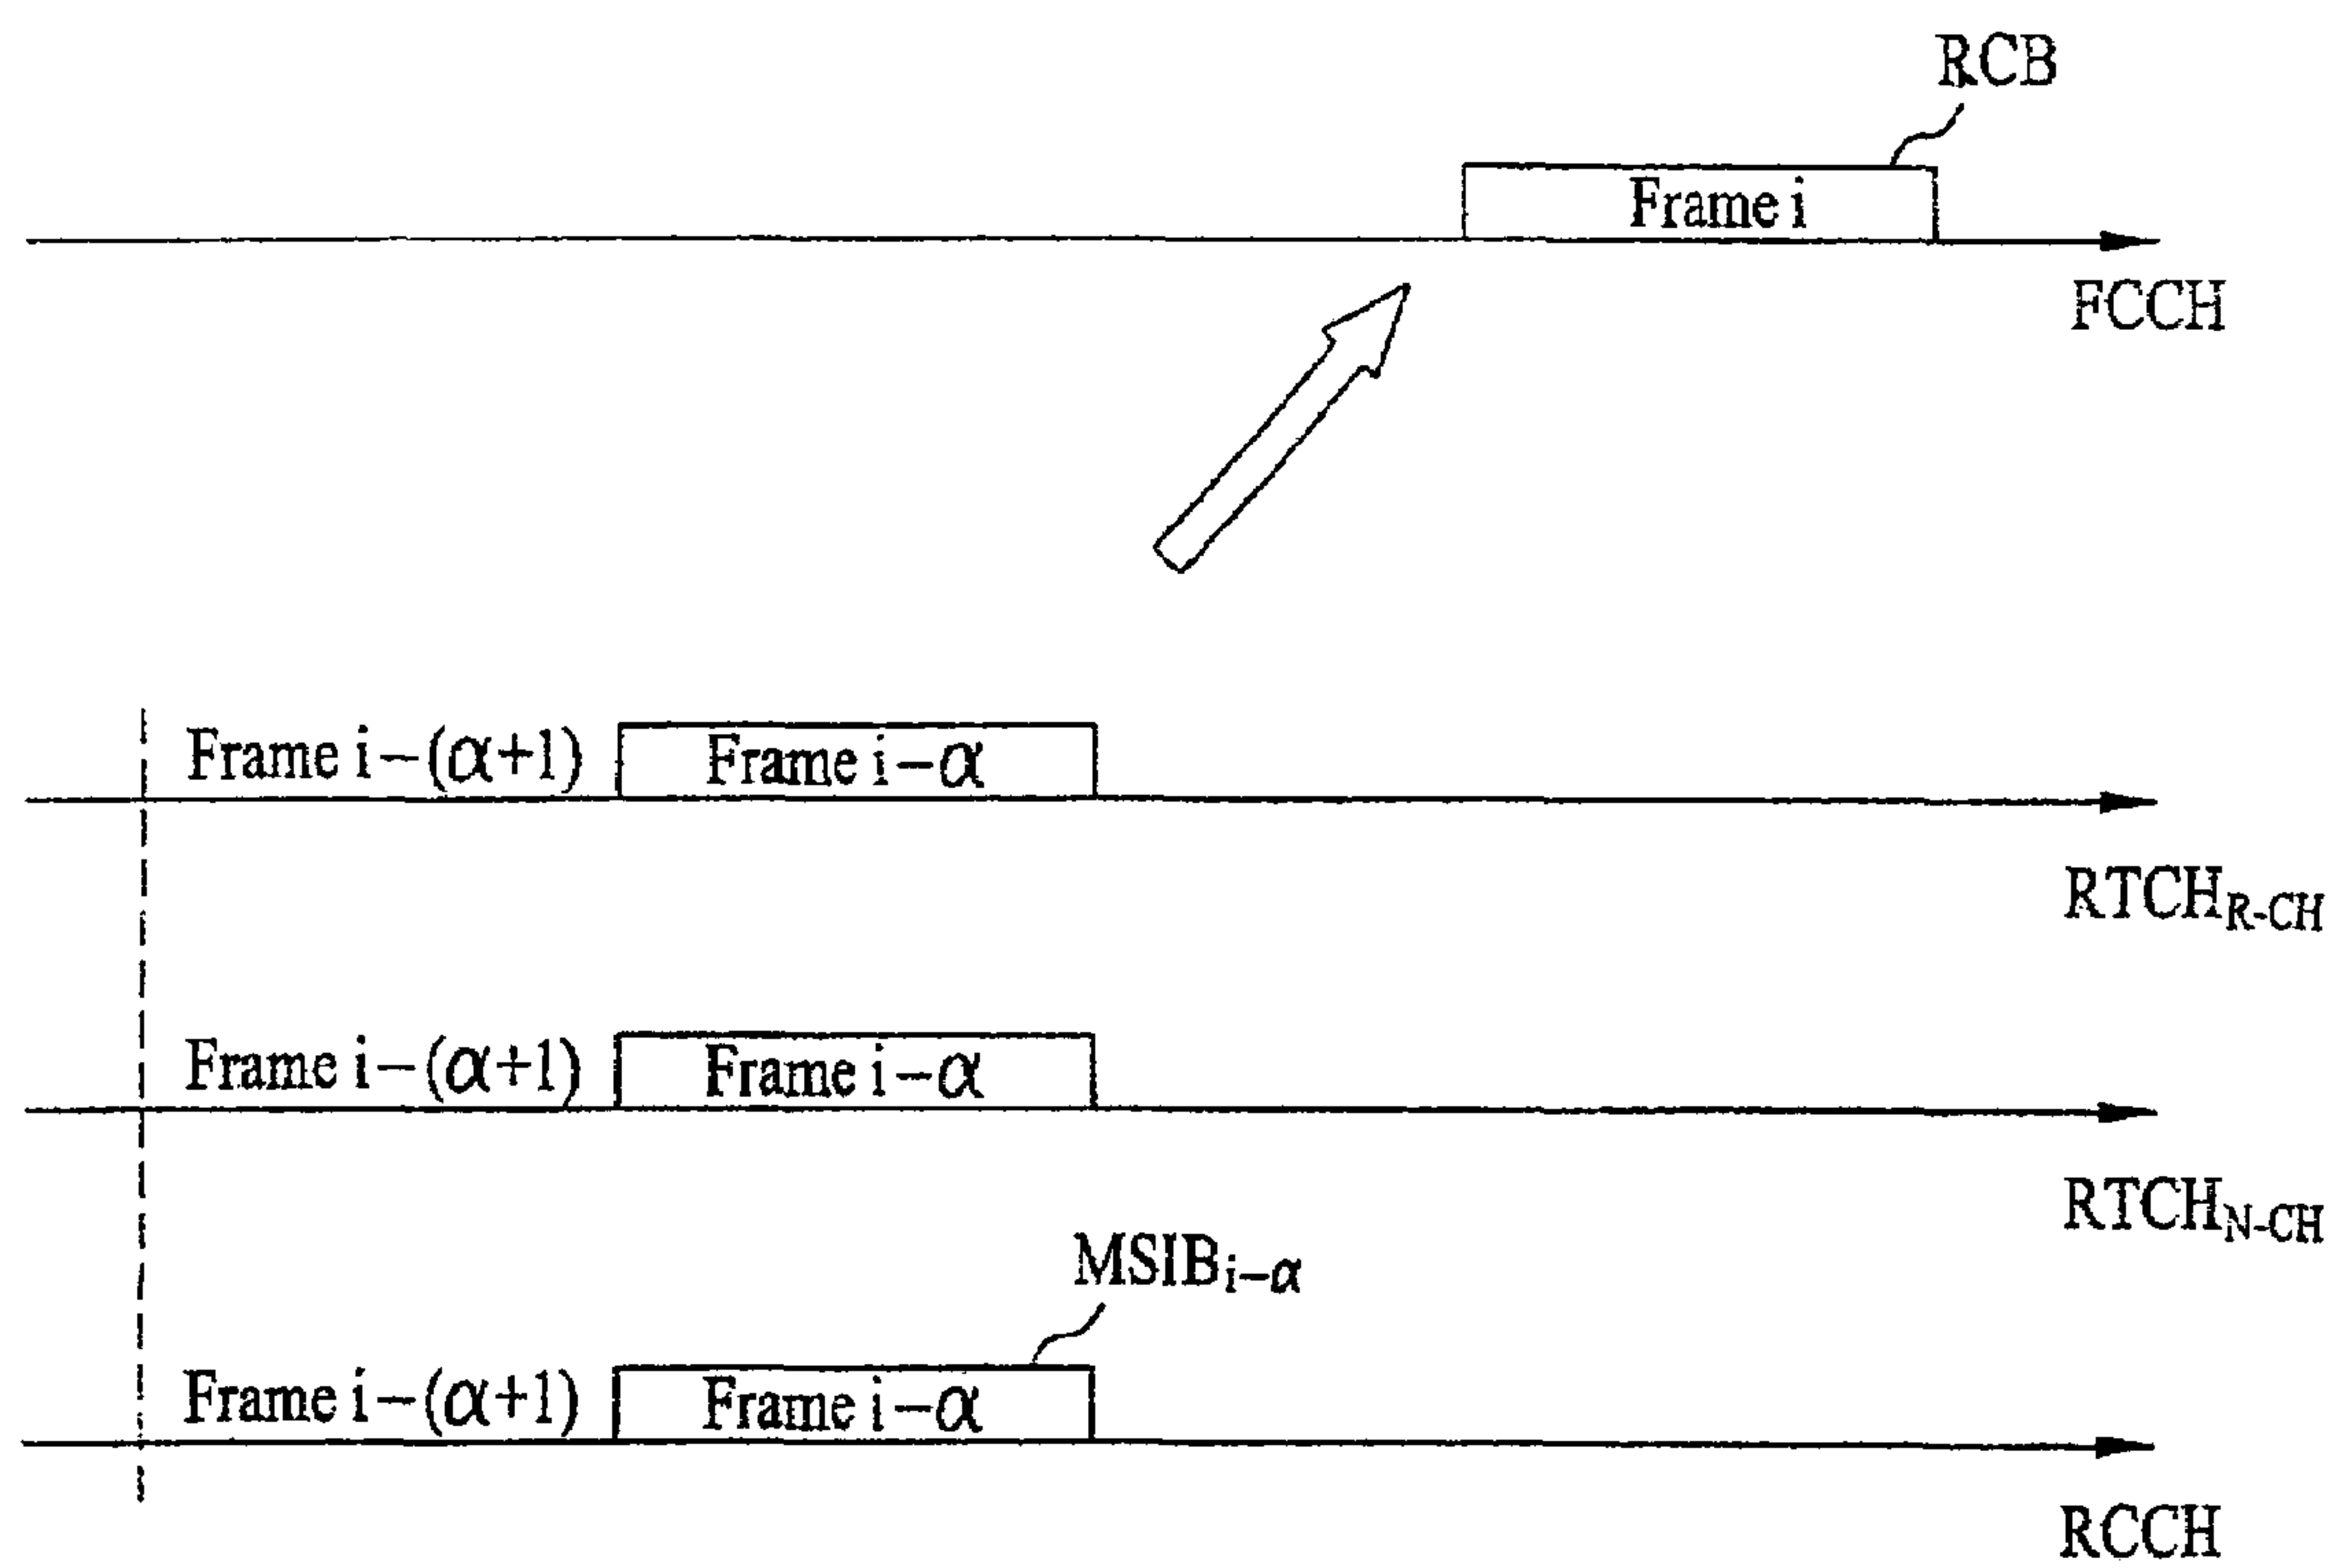 RCB
Frame i
FCCH
Frame i−(α+1) Frame i−α
RTCH_R-CH
Frame i−(α+1) Frame i−α
RTCH_N-CH
MSIB_i−α
Frame i−(α+1) Frame i−α
RCCH